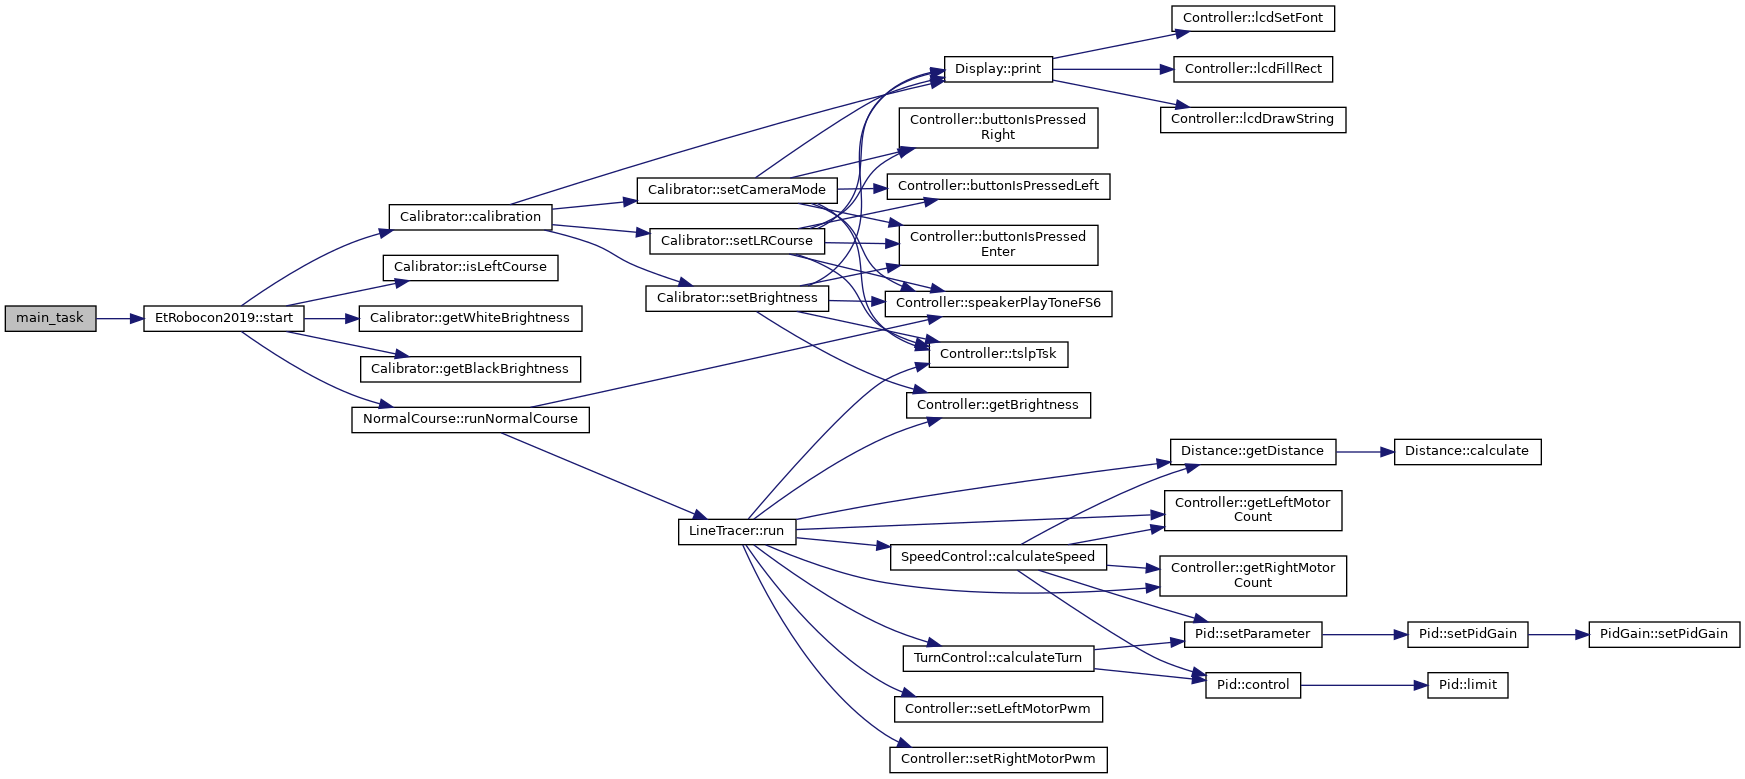 main_task
EtRobocon2019::start
Calibrator::calibration
Calibrator::isLeftCourse
Calibrator::getWhiteBrightness
Calibrator::getBlackBrightness
NormalCourse::runNormalCourse
Calibrator::setCameraMode
Calibrator::setLRCourse
Calibrator::setBrightness
LineTracer::run
Display::print
Controller::buttonIsPressed
Right
Controller::buttonIsPressedLeft
Controller::buttonIsPressed
Enter
Controller::speakerPlayToneFS6
Controller::tslpTsk
Controller::getBrightness
SpeedControl::calculateSpeed
TurnControl::calculateTurn
Controller::setLeftMotorPwm
Controller::setRightMotorPwm
Controller::lcdSetFont
Controller::lcdFillRect
Controller::lcdDrawString
Distance::getDistance
Controller::getLeftMotor
Count
Controller::getRightMotor
Count
Pid::setParameter
Pid::control
Distance::calculate
Pid::setPidGain
Pid::limit
PidGain::setPidGain